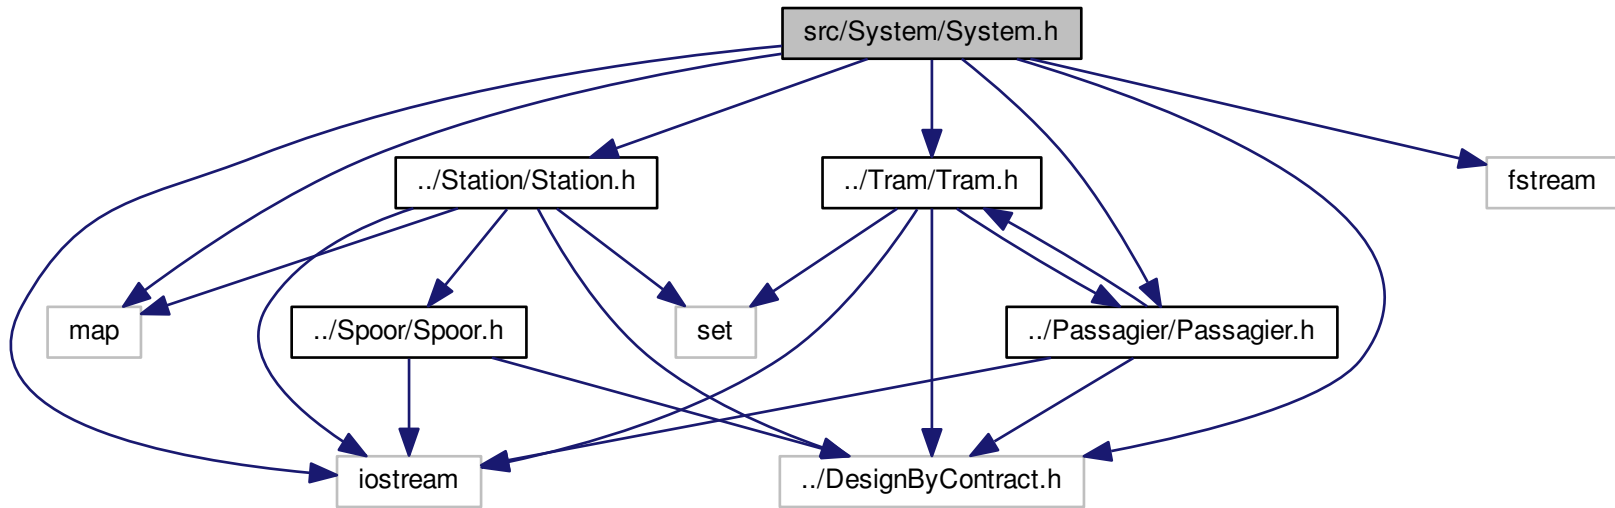 src/System/System.h
../Station/Station.h
../Tram/Tram.h
fstream
map
../Spoor/Spoor.h
set
../Passagier/Passagier.h
iostream
../DesignByContract.h